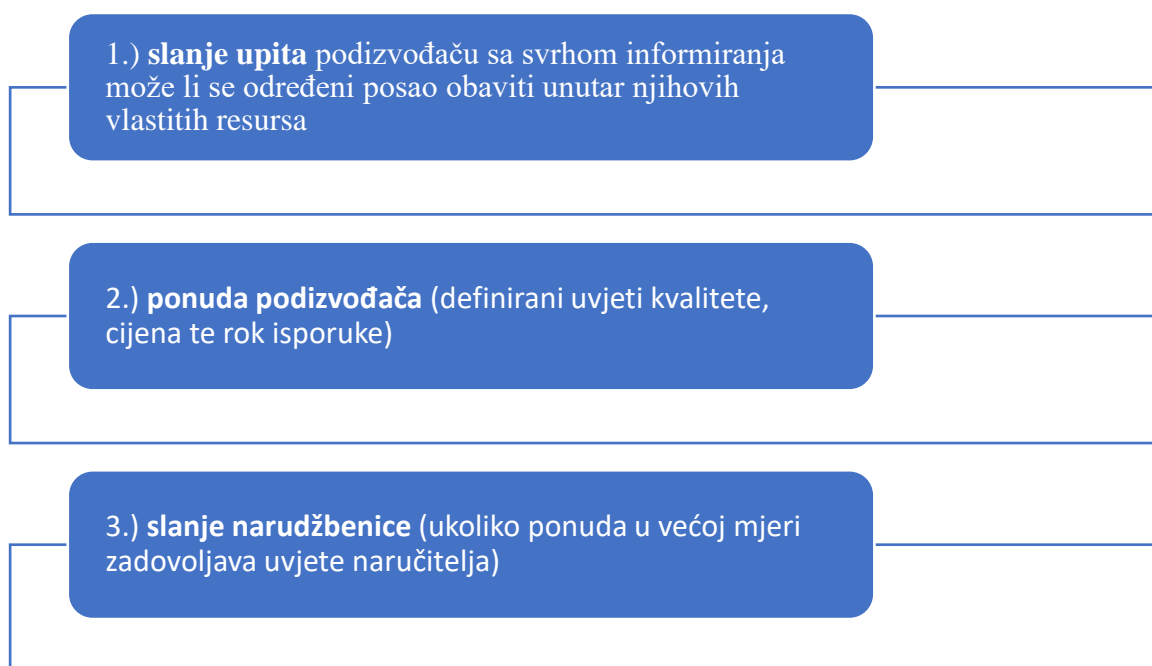 1.) slanje upita podizvođaču sa svrhom informiranja
može li se određeni posao obaviti unutar njihovih
vlastitih resursa
2.) ponuda podizvođača (definirani uvjeti kvalitete,
cijena te rok isporuke)
3.) slanje narudžbenice (ukoliko ponuda u većoj mjeri
zadovoljava uvjete naručitelja)